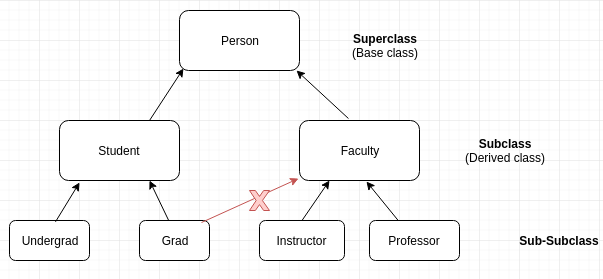 Person
Superclass
(Base class)
Student
Faculty
Subclass
(Derived class)
Undergrad
Grad
Instructor
Professor
Sub-Subclass